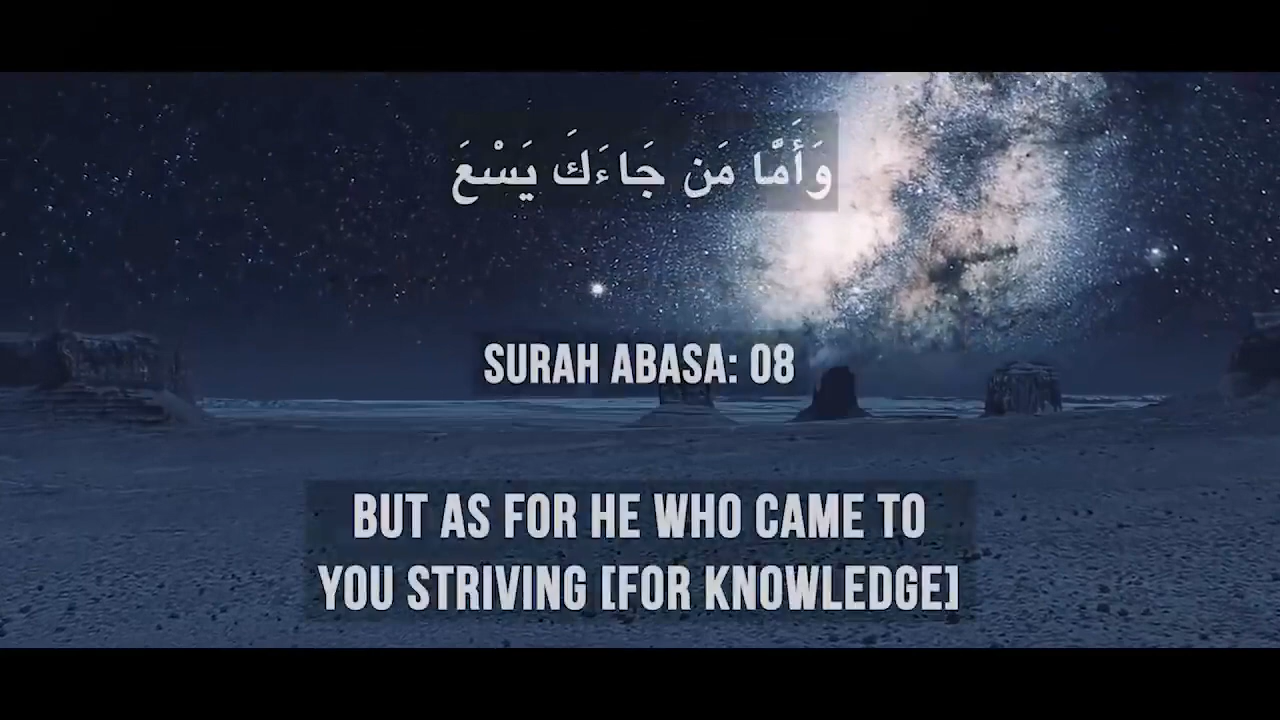 وَأَمَّا مَن جَاءَكَ يَسْعَ
SURAH ABASA: 08
BUT AS FOR HE WHO CAME TO
YOU STRIVING [FOR KNOWLEDGE]